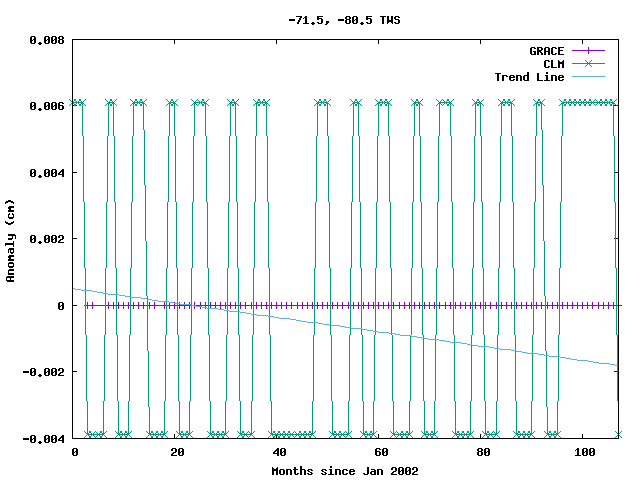 -71.5, -80.5 TWS
0.008
0.006
0.004
0.002
0
-0.002
-0.004
Anomaly (cm)
GRACE
CLM
Trend Line
0 20 40 60 80 100
Months since Jan 2002